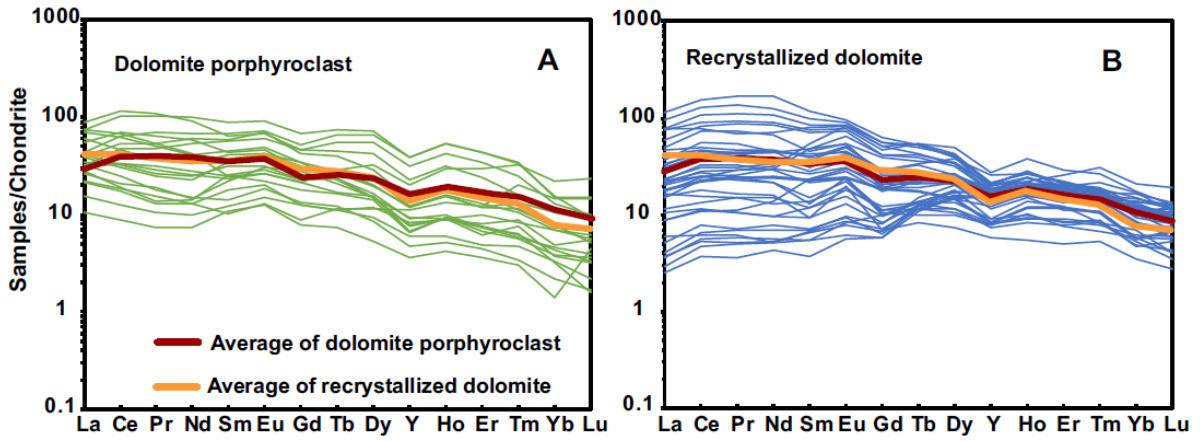 Samples/Chondrite
1000
100
10
1
0.1
Dolomite porphyroclast
A
Average of dolomite porphyroclast
Average of recrystallized dolomite
La Ce Pr Nd Sm Eu Gd Tb Dy Y Ho Er Tm Yb Lu
1000
100
10
1
0.1
Recrystallized dolomite
B
La Ce Pr Nd Sm Eu Gd Tb Dy Y Ho Er Tm Yb Lu